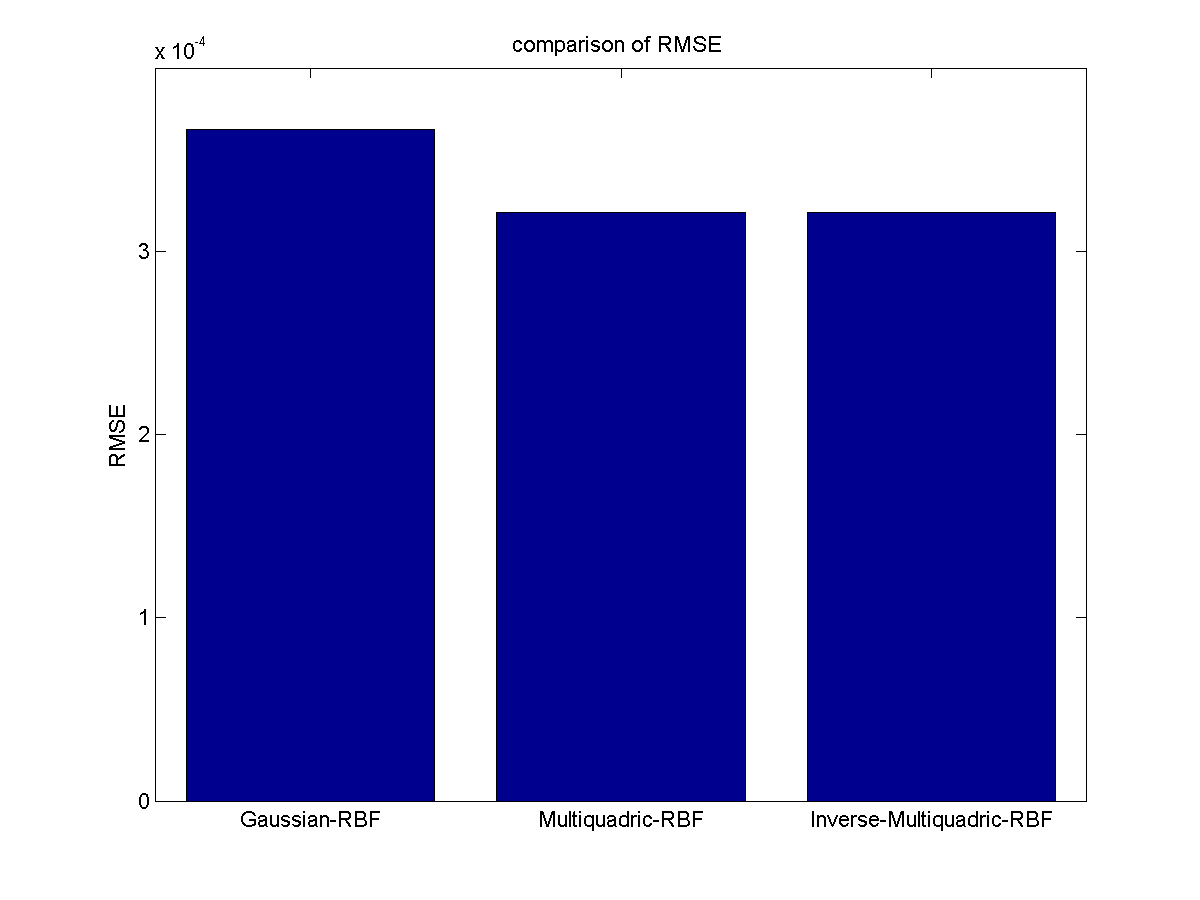 comparison of RMSE
x 10-4
3
2
1
0
RMSE
Gaussian-RBF
Multiquadric-RBF
Inverse-Multiquadric-RBF